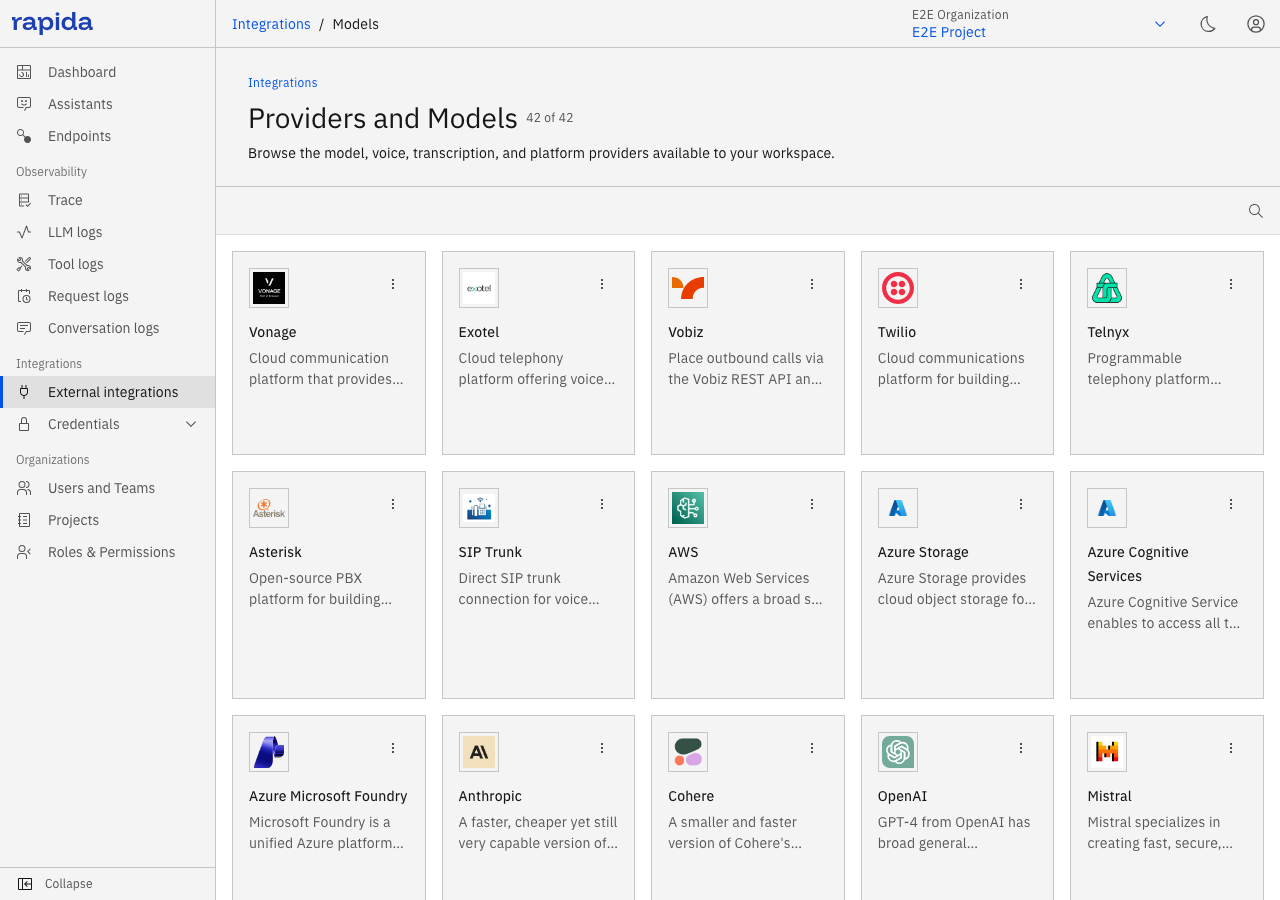 rapida
Integrations / Models
E2E Organization
E2E Project
Dashboard
Assistants
Endpoints
Observability
Trace
LLM logs
Tool logs
Request logs
Conversation logs
Integrations
External integrations
Credentials
Organizations
Users and Teams
Projects
Roles & Permissions
Collapse
Integrations
Providers and Models 42 of 42
Browse the model, voice, transcription, and platform providers available to your workspace.
VONAGE
Vonage
Cloud communication
platform that provides...
exotel
Exotel
Cloud telephony
platform offering voice...
Vobiz
Place outbound calls via
the Vobiz REST API an...
Twilio
Cloud communications
platform for building...
Telnyx
Programmable
telephony platform...
Asterisk
Asterisk
Open-source PBX
platform for building...
SIP Trunk
Direct SIP trunk
connection for voice...
AWS
Amazon Web Services
(AWS) offers a broad s...
Azure Storage
Azure Storage provides
cloud object storage fo...
Azure Cognitive
Services
Azure Cognitive Service
enables to access all t...
Azure Microsoft Foundry
Microsoft Foundry is a
unified Azure platform...
Anthropic
A faster, cheaper yet still
very capable version of...
Cohere
A smaller and faster
version of Cohere's...
OpenAI
GPT-4 from OpenAI has
broad general...
Mistral
Mistral specializes in
creating fast, secure,...